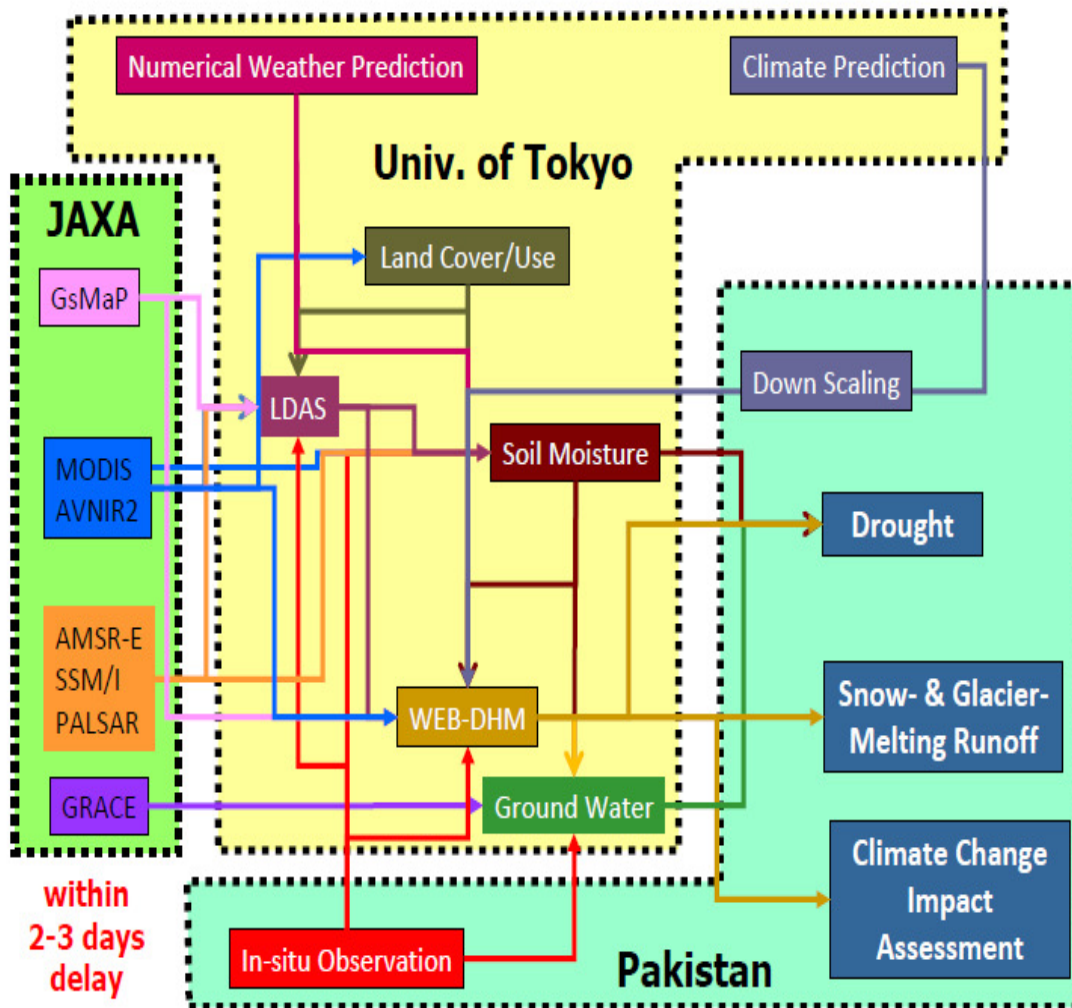 Numerical Weather Prediction
Climate Prediction
Univ. of Tokyo
JAXA
Land Cover/Use
GsMaP
Down Scaling
LDAS
Soil Moisture
MODIS
AVNIR2
Drought
AMSR-E
SSM/I
PALSAR
WEB-DHM
Snow- & Glacier-
Melting Runoff
GRACE
Ground Water
Climate Change
Impact
Assessment
within
2-3 days
delay
In-situ Observation
Pakistan